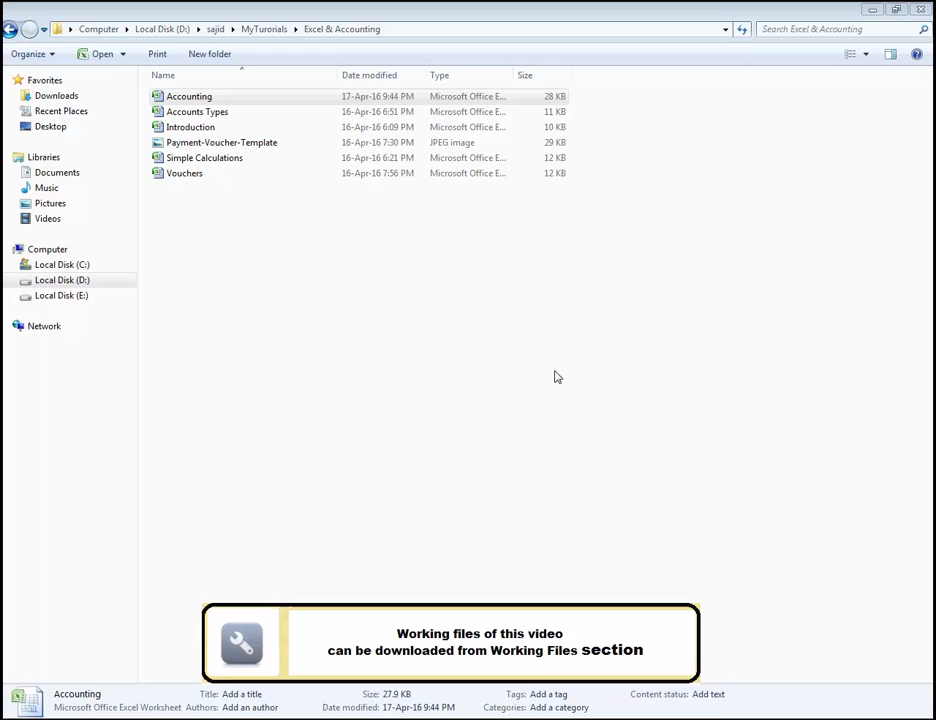 Computer Local Disk (D:) sajid MyTurorials Excel & Accounting Search Excel & Accounting
Organize Open Print New folder
Favorites
Downloads
Recent Places
Desktop
Libraries
Documents
Music
Pictures
Videos
Computer
Local Disk (C:)
Local Disk (D:)
Local Disk (E:)
Network
Name Date modified Type Size
Accounting 17-Apr-16 9:44 PM Microsoft Office E... 28 KB
Accounts Types 16-Apr-16 6:51 PM Microsoft Office E... 11 KB
Introduction 16-Apr-16 6:09 PM Microsoft Office E... 10 KB
Payment-Voucher-Template 16-Apr-16 7:30 PM JPEG image 29 KB
Simple Calculations 16-Apr-16 6:21 PM Microsoft Office E... 12 KB
Vouchers 16-Apr-16 7:56 PM Microsoft Office E... 12 KB
Working files of this video
can be downloaded from Working Files section
Accounting Title: Add a title Size: 27.9 KB Tags: Add a tag Content status: Add text
Microsoft Office Excel Worksheet Authors: Add an author Date modified: 17-Apr-16 9:44 PM Categories: Add a category